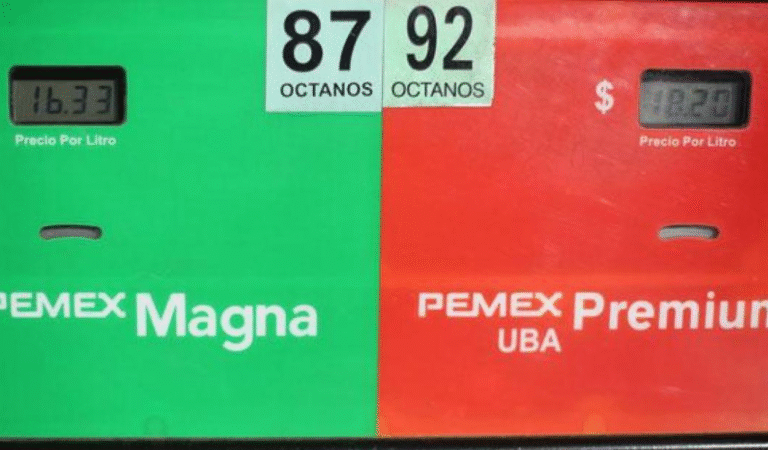 87
OCTANOS
92
OCTANOS
16.33
Precio Por Litro
$ 18.20
Precio Por Litro
PEMEX Magna
PEMEX Premium
UBA